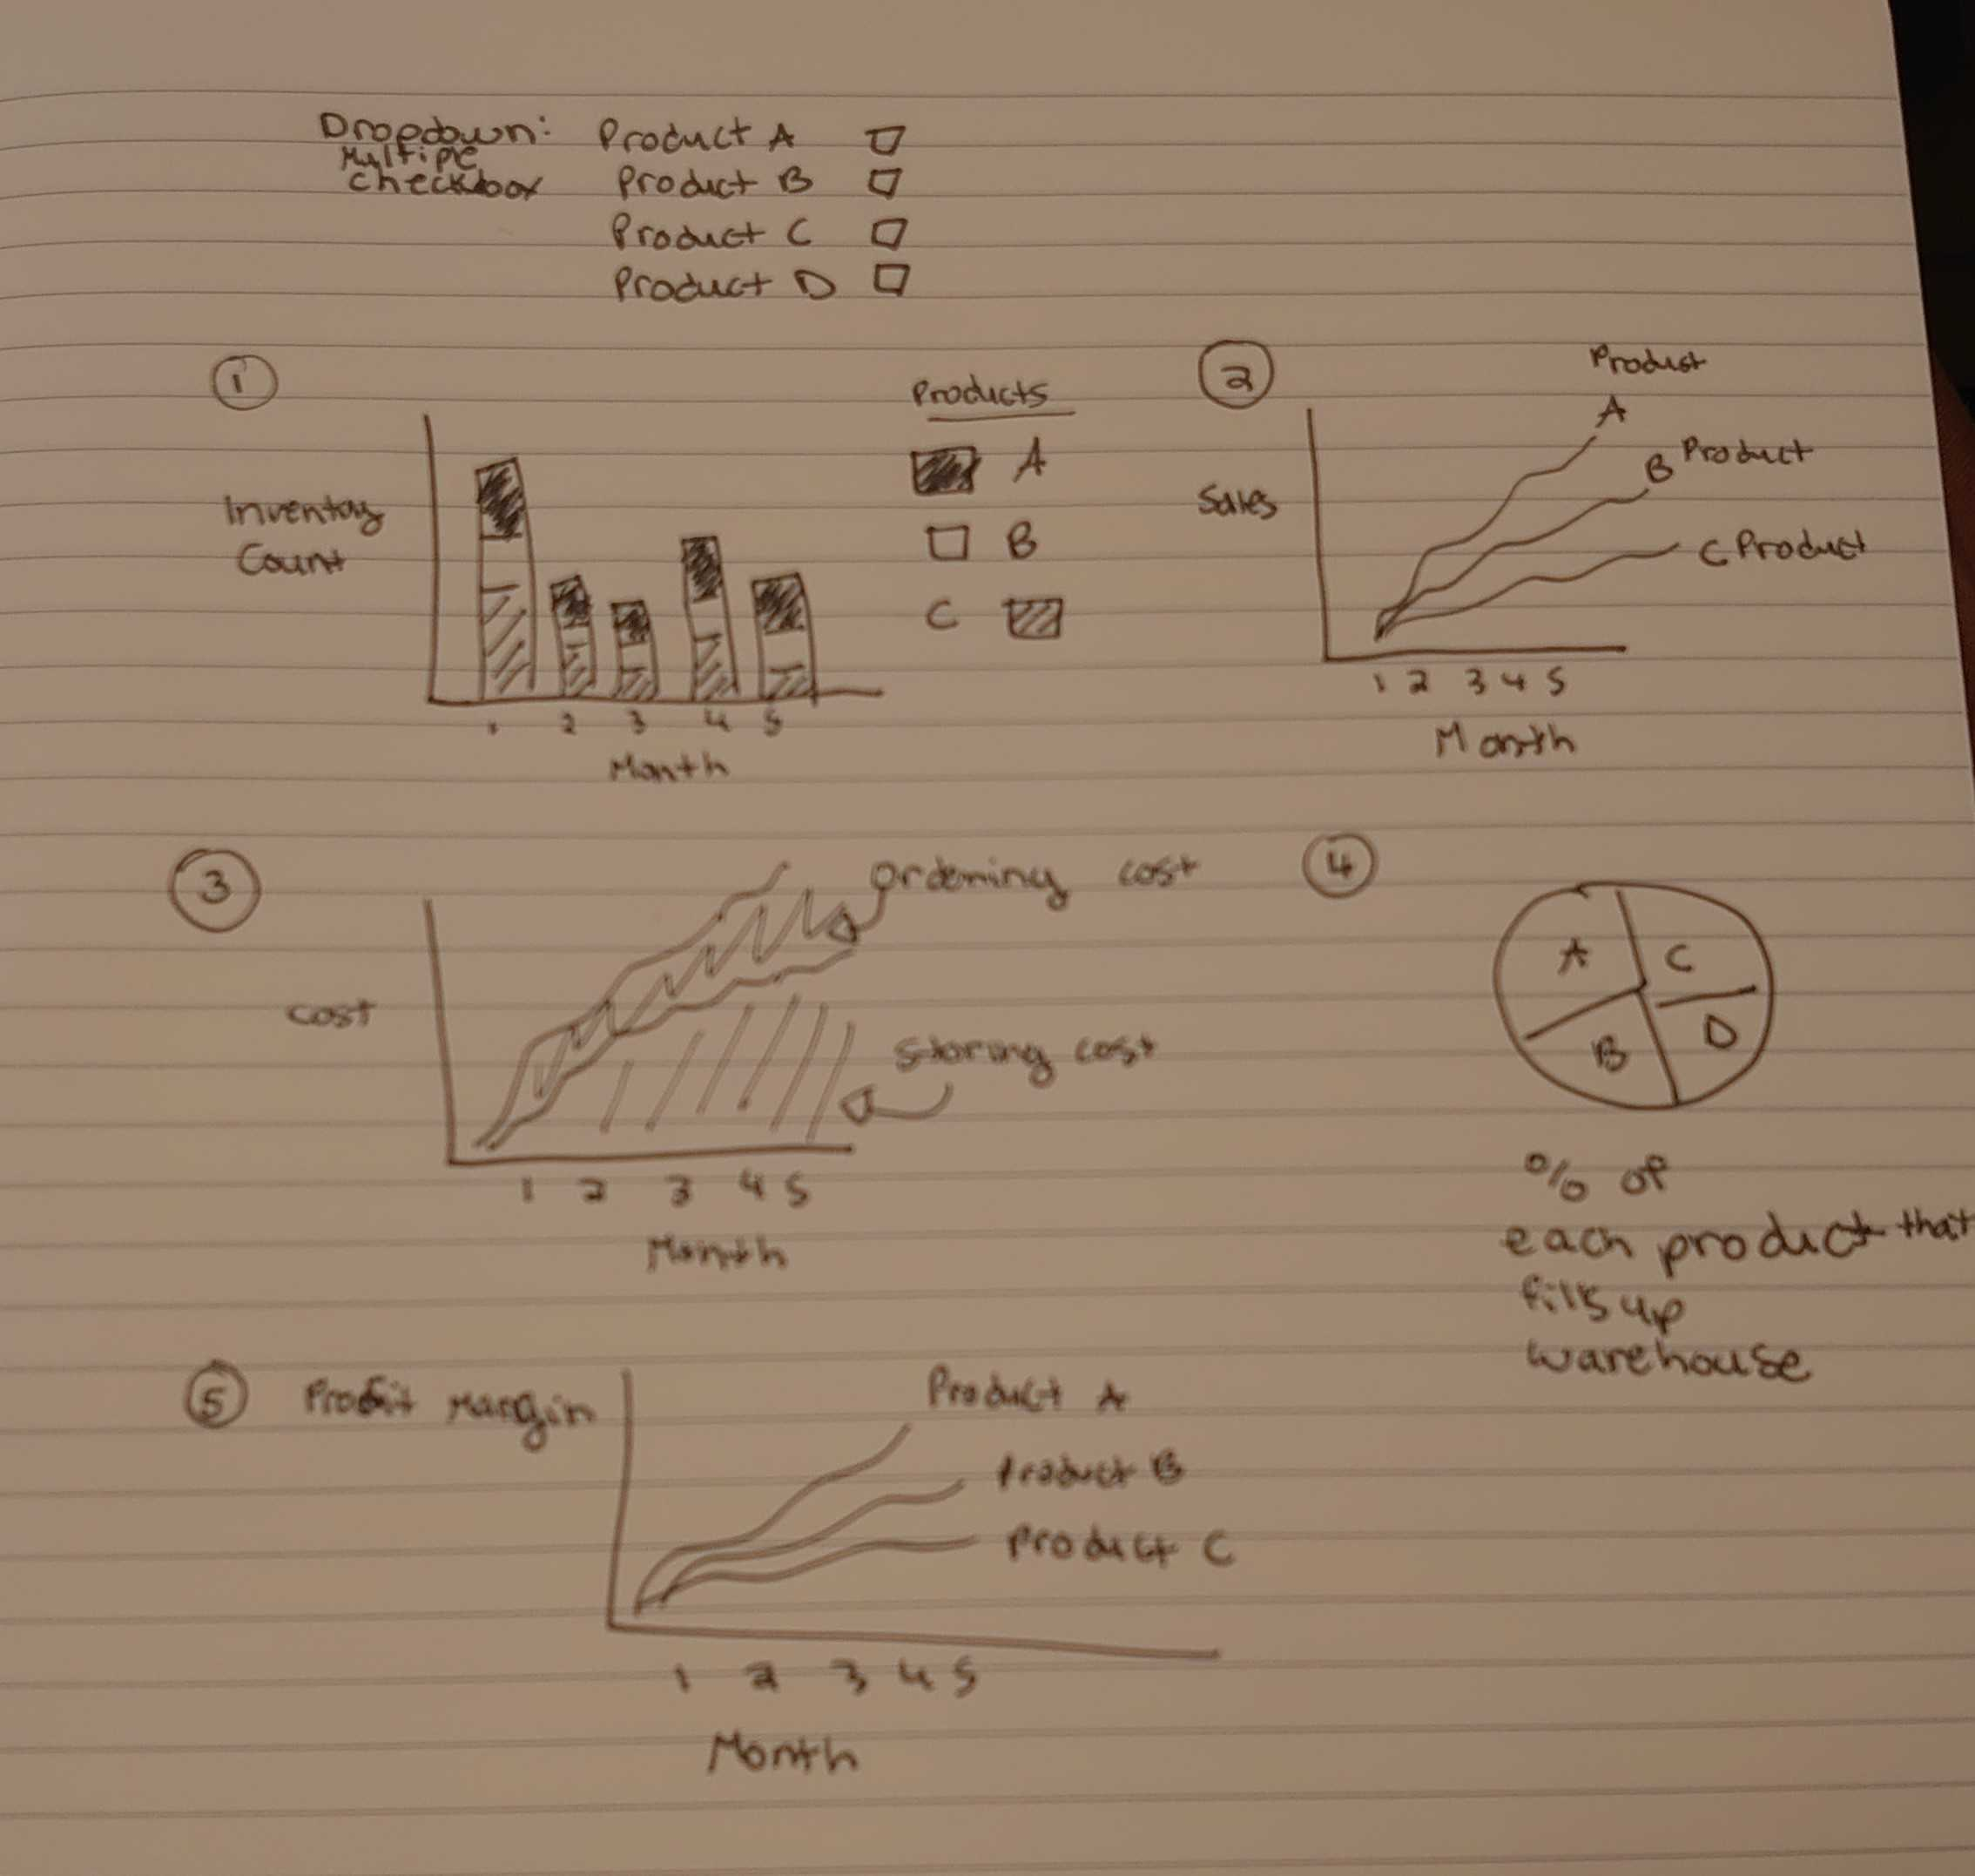 Dropdown: Product A
Multiple
checkbox Product B
Product C
Product D
1
Products
A
B
C
Inventory
Count
1 2 3 4 5
Month
2
Product
A
B Product
C Product
Sales
1 2 3 4 5
Month
3
ordering cost
cost
storing cost
1 2 3 4 5
Month
4
A C
B D
% of
each product that
fills up
warehouse
5 Profit Margin
Product A
Product B
Product C
1 2 3 4 5
Month